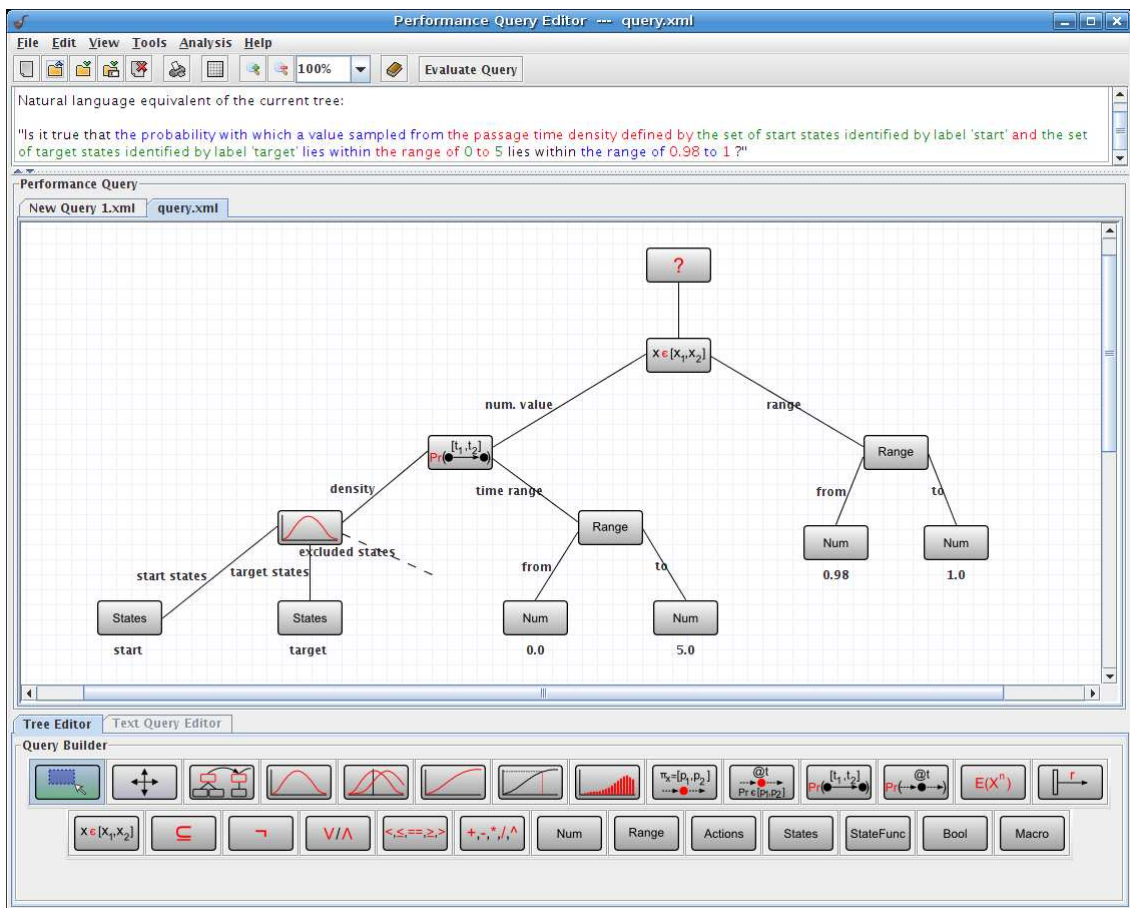 Performance Query Editor --- query.xml
File Edit View Tools Analysis Help
100% Evaluate Query
Natural language equivalent of the current tree:
"Is it true that the probability with which a value sampled from the passage time density defined by the set of start states identified by label 'start' and the set
of target states identified by label 'target' lies within the range of 0 to 5 lies within the range of 0.98 to 1 ?"
Performance Query
New Query 1.xml query.xml
?
x ϵ [x₁,x₂]
num. value range
Pr( [t₁,t₂] )
Range
density time range from to
Range
Num Num
excluded states
0.98 1.0
start states target states from to
States States Num Num
start target 0.0 5.0
Tree Editor Text Query Editor
Query Builder
πₓ=[p₁,p₂] @t Pr ϵ [p₁,p₂] Pr( [t₁,t₂] ) Pr( @t ) E(Xⁿ) r
x ϵ [x₁,x₂] ⊆ ¬ V/Λ <,≤,==,≥,> +,-,*,/,^ Num Range Actions States StateFunc Bool Macro